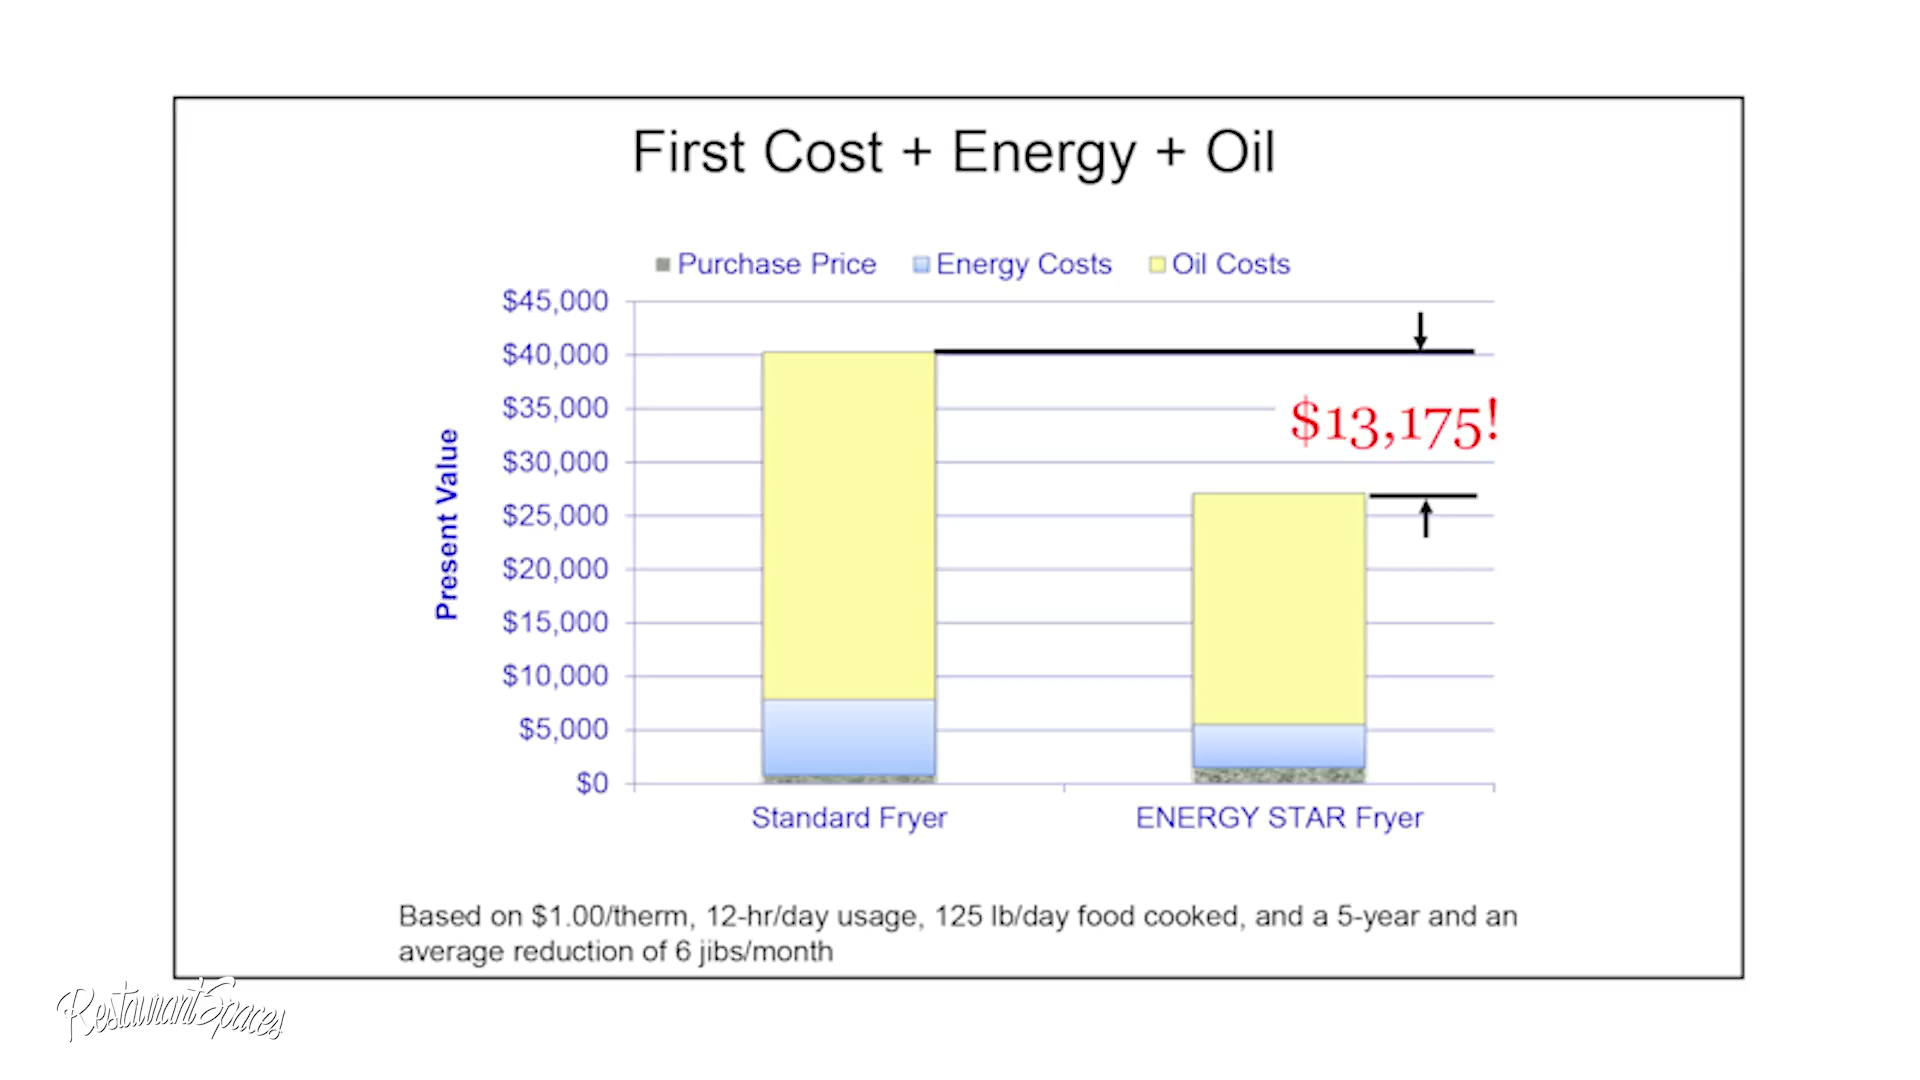 First Cost + Energy + Oil
Purchase Price Energy Costs Oil Costs
$45,000
$40,000
$35,000
$30,000
$25,000
$20,000
$15,000
$10,000
$5,000
$0
Present Value
$13,175!
Standard Fryer ENERGY STAR Fryer
Based on $1.00/therm, 12-hr/day usage, 125 lb/day food cooked, and a 5-year and an
average reduction of 6 jibs/month
RestaurantSpaces